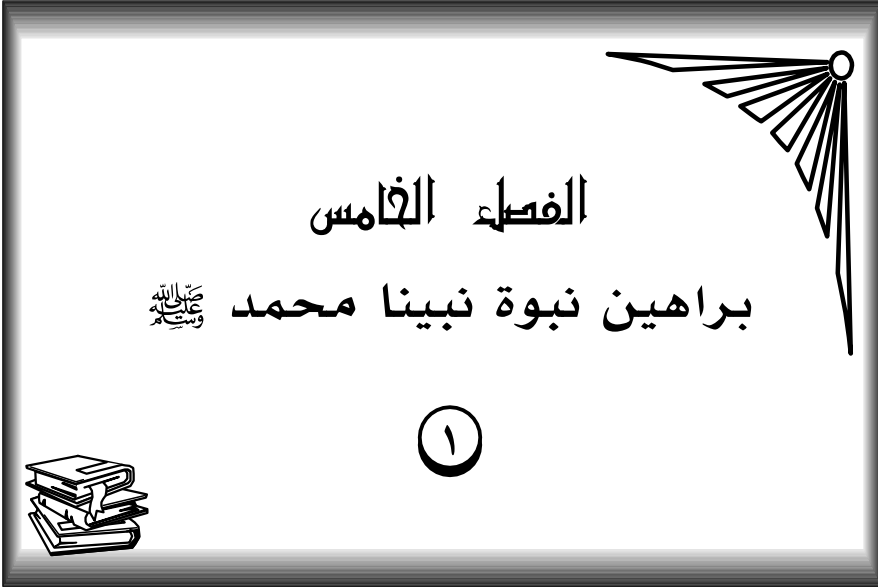 الفصل الخامس
براهين نبوة نبينا محمد ﷺ
١